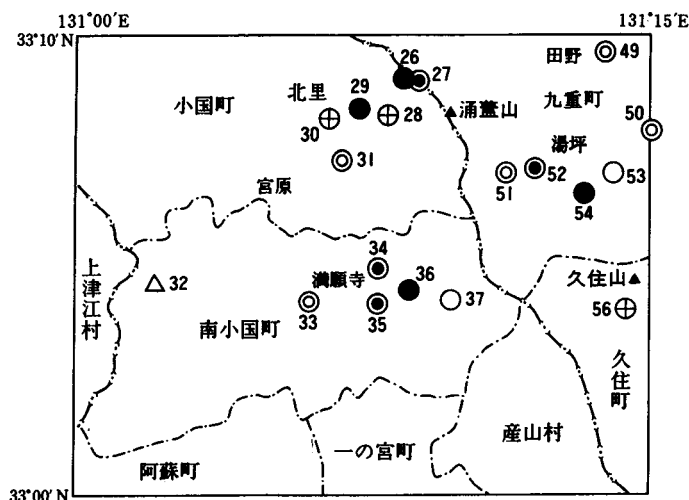 131°00′E
131°15′E
33°10′N
26
27
田野
49
29
北里
九重町
小国町
28
涌蓋山
50
30
湯坪
31
52
53
51
宮原
54
34
上津江村
32
満願寺
36
久住山
37
33
35
56
南小国町
久住町
産山村
一の宮町
阿蘇町
33°00′N